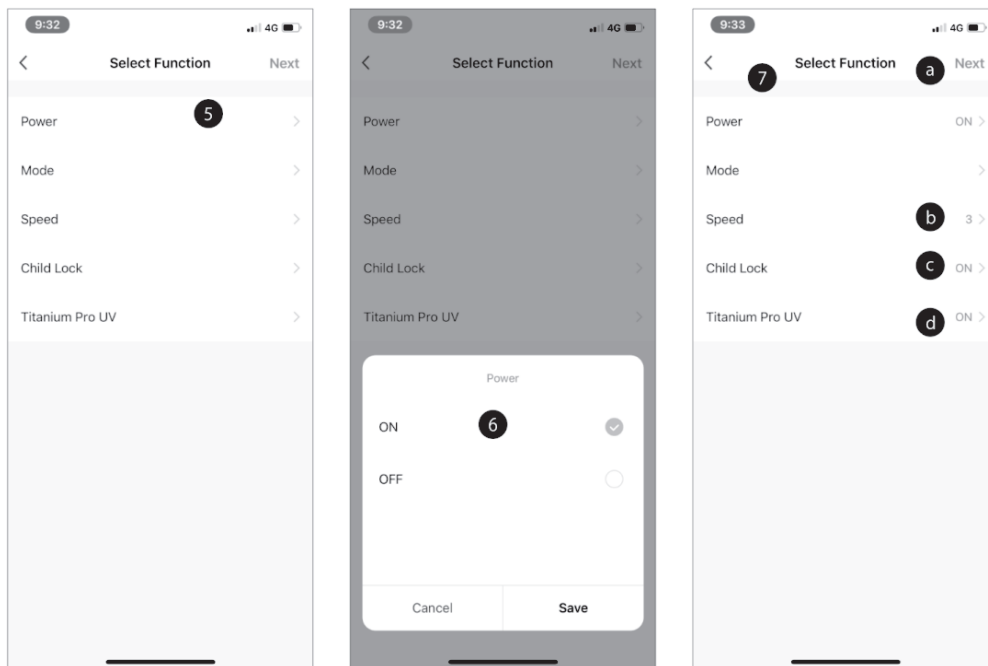 9:32
4G
Select Function
Next
5
Power
Mode
Speed
Child Lock
Titanium Pro UV
9:32
4G
Select Function
Next
Power
Mode
Speed
Child Lock
Titanium Pro UV
Power
ON
6
OFF
Cancel
Save
9:33
4G
7
Select Function
a
Next
Power
ON
Mode
Speed
b
3
Child Lock
c
ON
Titanium Pro UV
d
ON